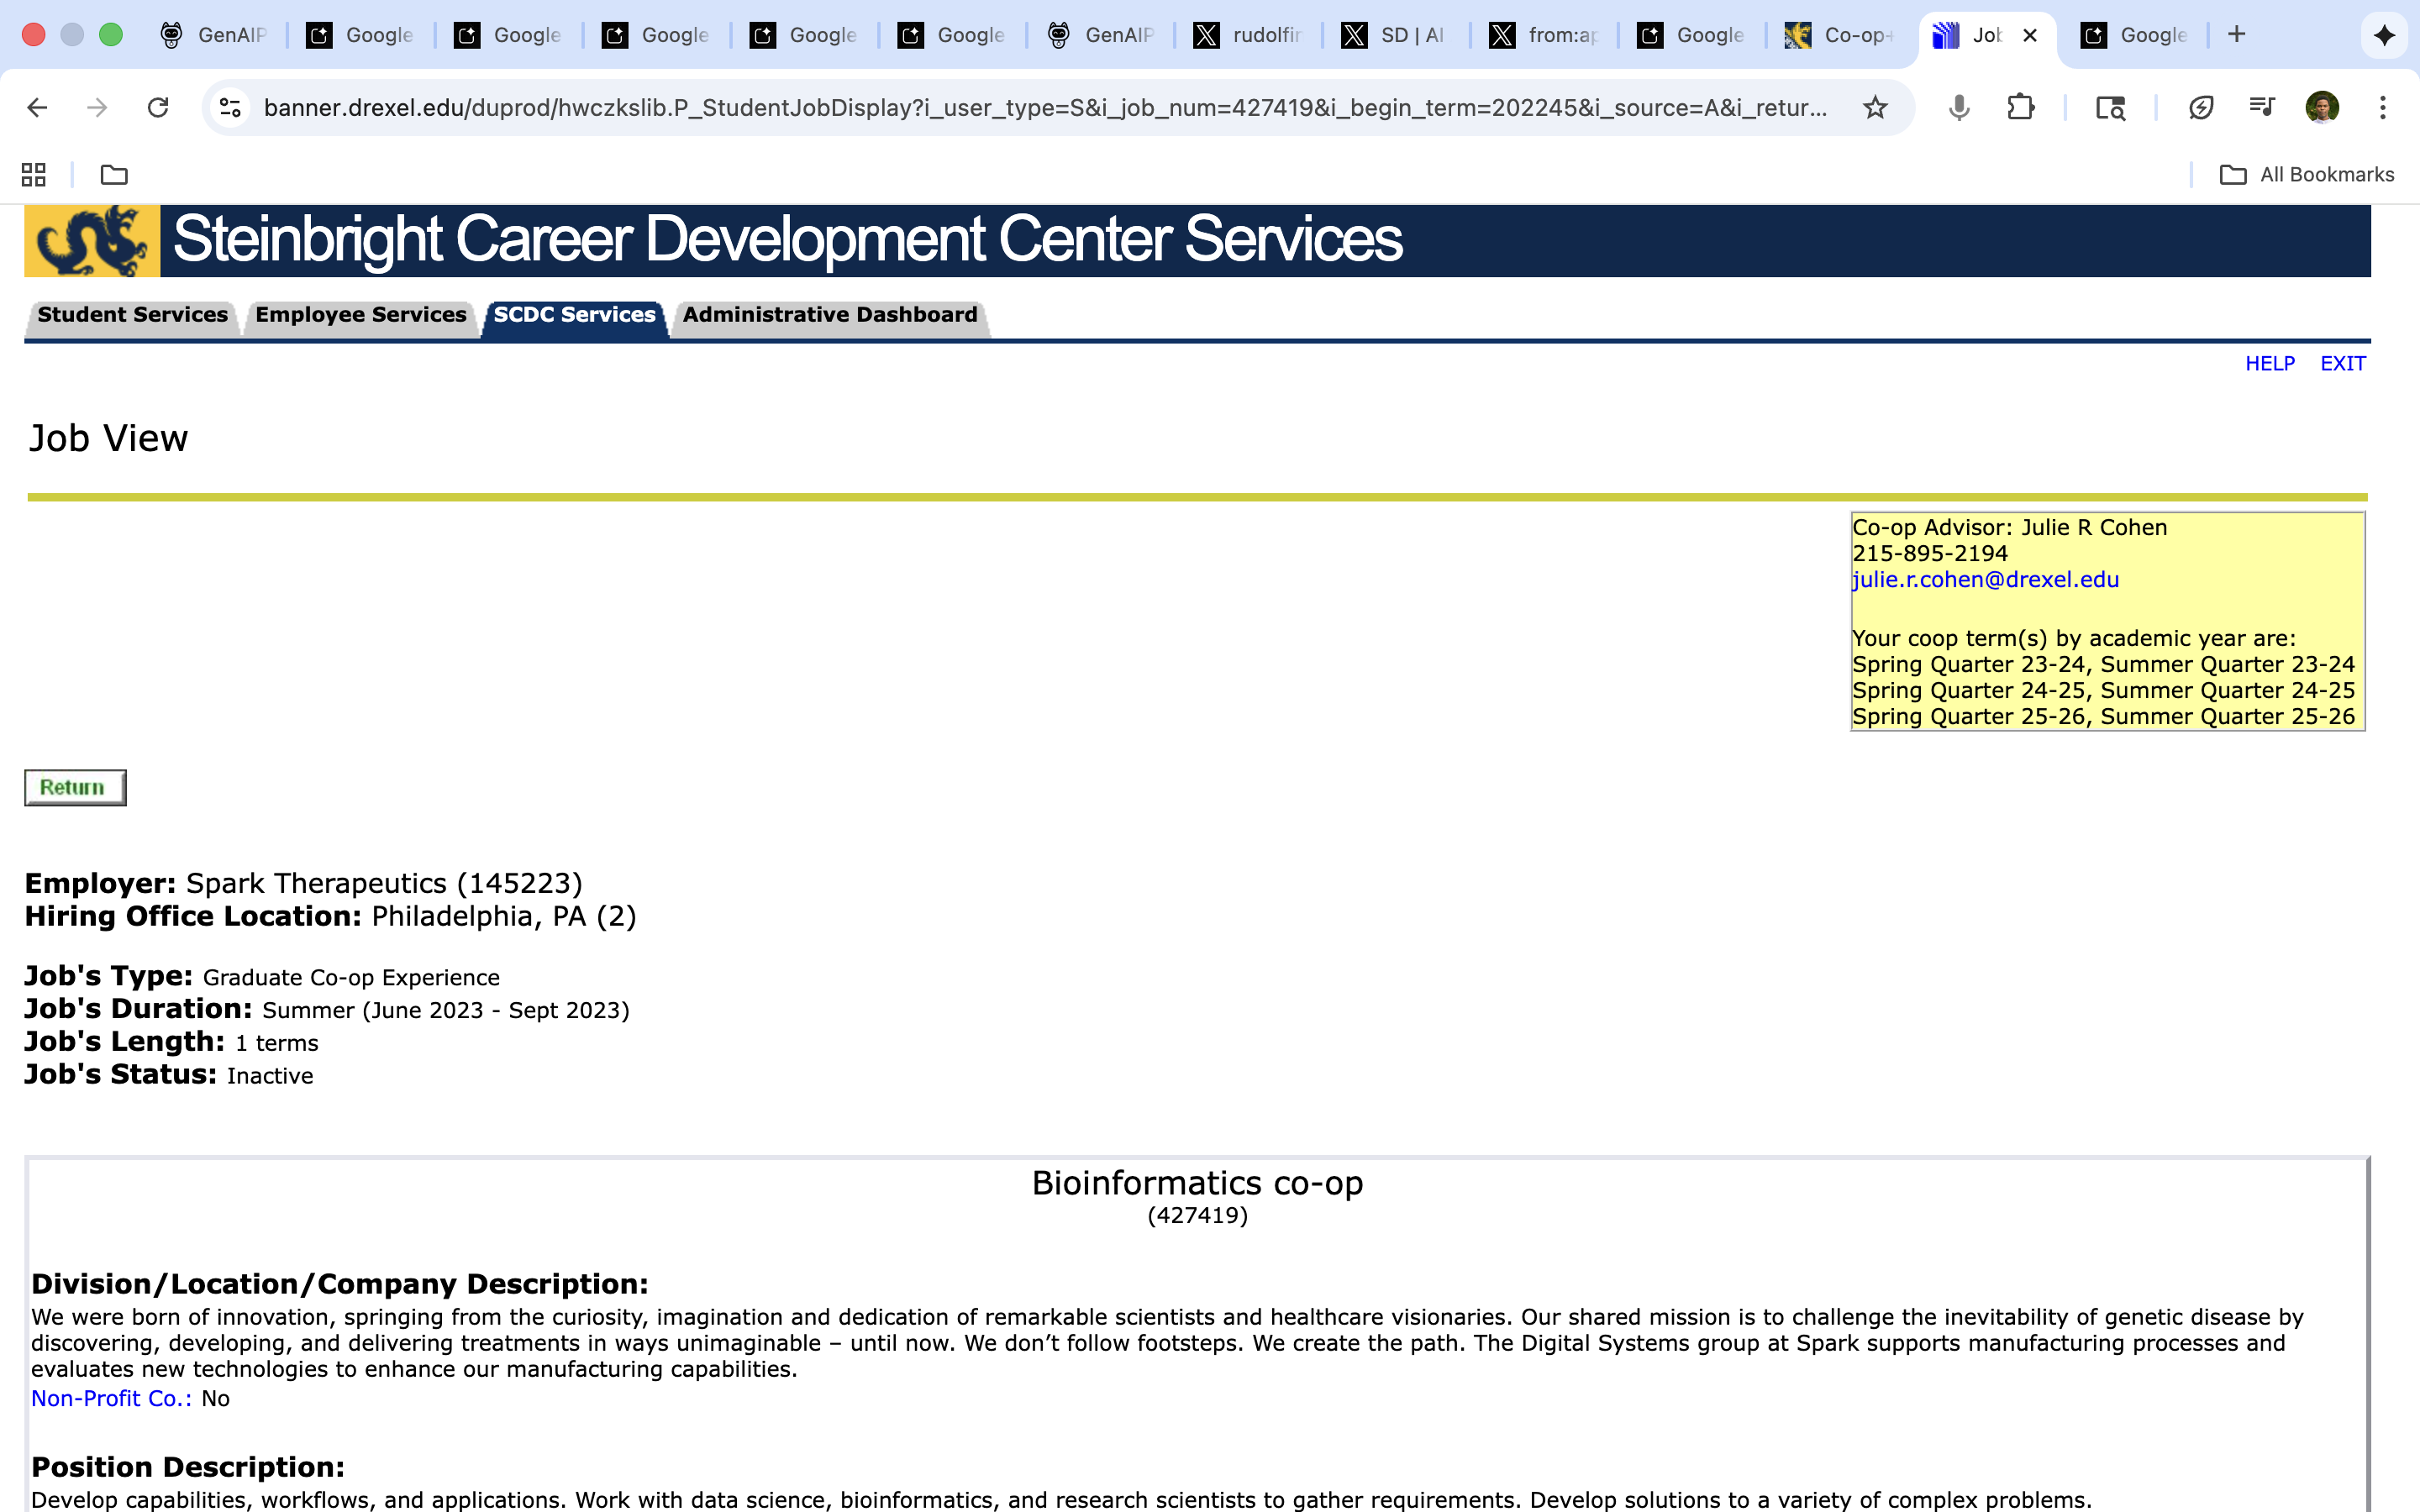 GenAIP
Google
Google
Google
Google
Google
GenAIP
rudolfin
SD | AI
from:ap
Google
Co-op+
Job
Google
banner.drexel.edu/duprod/hwczkslib.P_StudentJobDisplay?i_user_type=S&i_job_num=427419&i_begin_term=202245&i_source=A&i_retur...
All Bookmarks
Steinbright Career Development Center Services
Student Services
Employee Services
SCDC Services
Administrative Dashboard
HELP EXIT
Job View
Co-op Advisor: Julie R Cohen
215-895-2194
julie.r.cohen@drexel.edu
Your coop term(s) by academic year are:
Spring Quarter 23-24, Summer Quarter 23-24
Spring Quarter 24-25, Summer Quarter 24-25
Spring Quarter 25-26, Summer Quarter 25-26
Return
Employer: Spark Therapeutics (145223)
Hiring Office Location: Philadelphia, PA (2)
Job's Type: Graduate Co-op Experience
Job's Duration: Summer (June 2023 - Sept 2023)
Job's Length: 1 terms
Job's Status: Inactive
Bioinformatics co-op
(427419)
Division/Location/Company Description:
We were born of innovation, springing from the curiosity, imagination and dedication of remarkable scientists and healthcare visionaries. Our shared mission is to challenge the inevitability of genetic disease by
discovering, developing, and delivering treatments in ways unimaginable – until now. We don’t follow footsteps. We create the path. The Digital Systems group at Spark supports manufacturing processes and
evaluates new technologies to enhance our manufacturing capabilities.
Non-Profit Co.: No
Position Description:
Develop capabilities, workflows, and applications. Work with data science, bioinformatics, and research scientists to gather requirements. Develop solutions to a variety of complex problems.